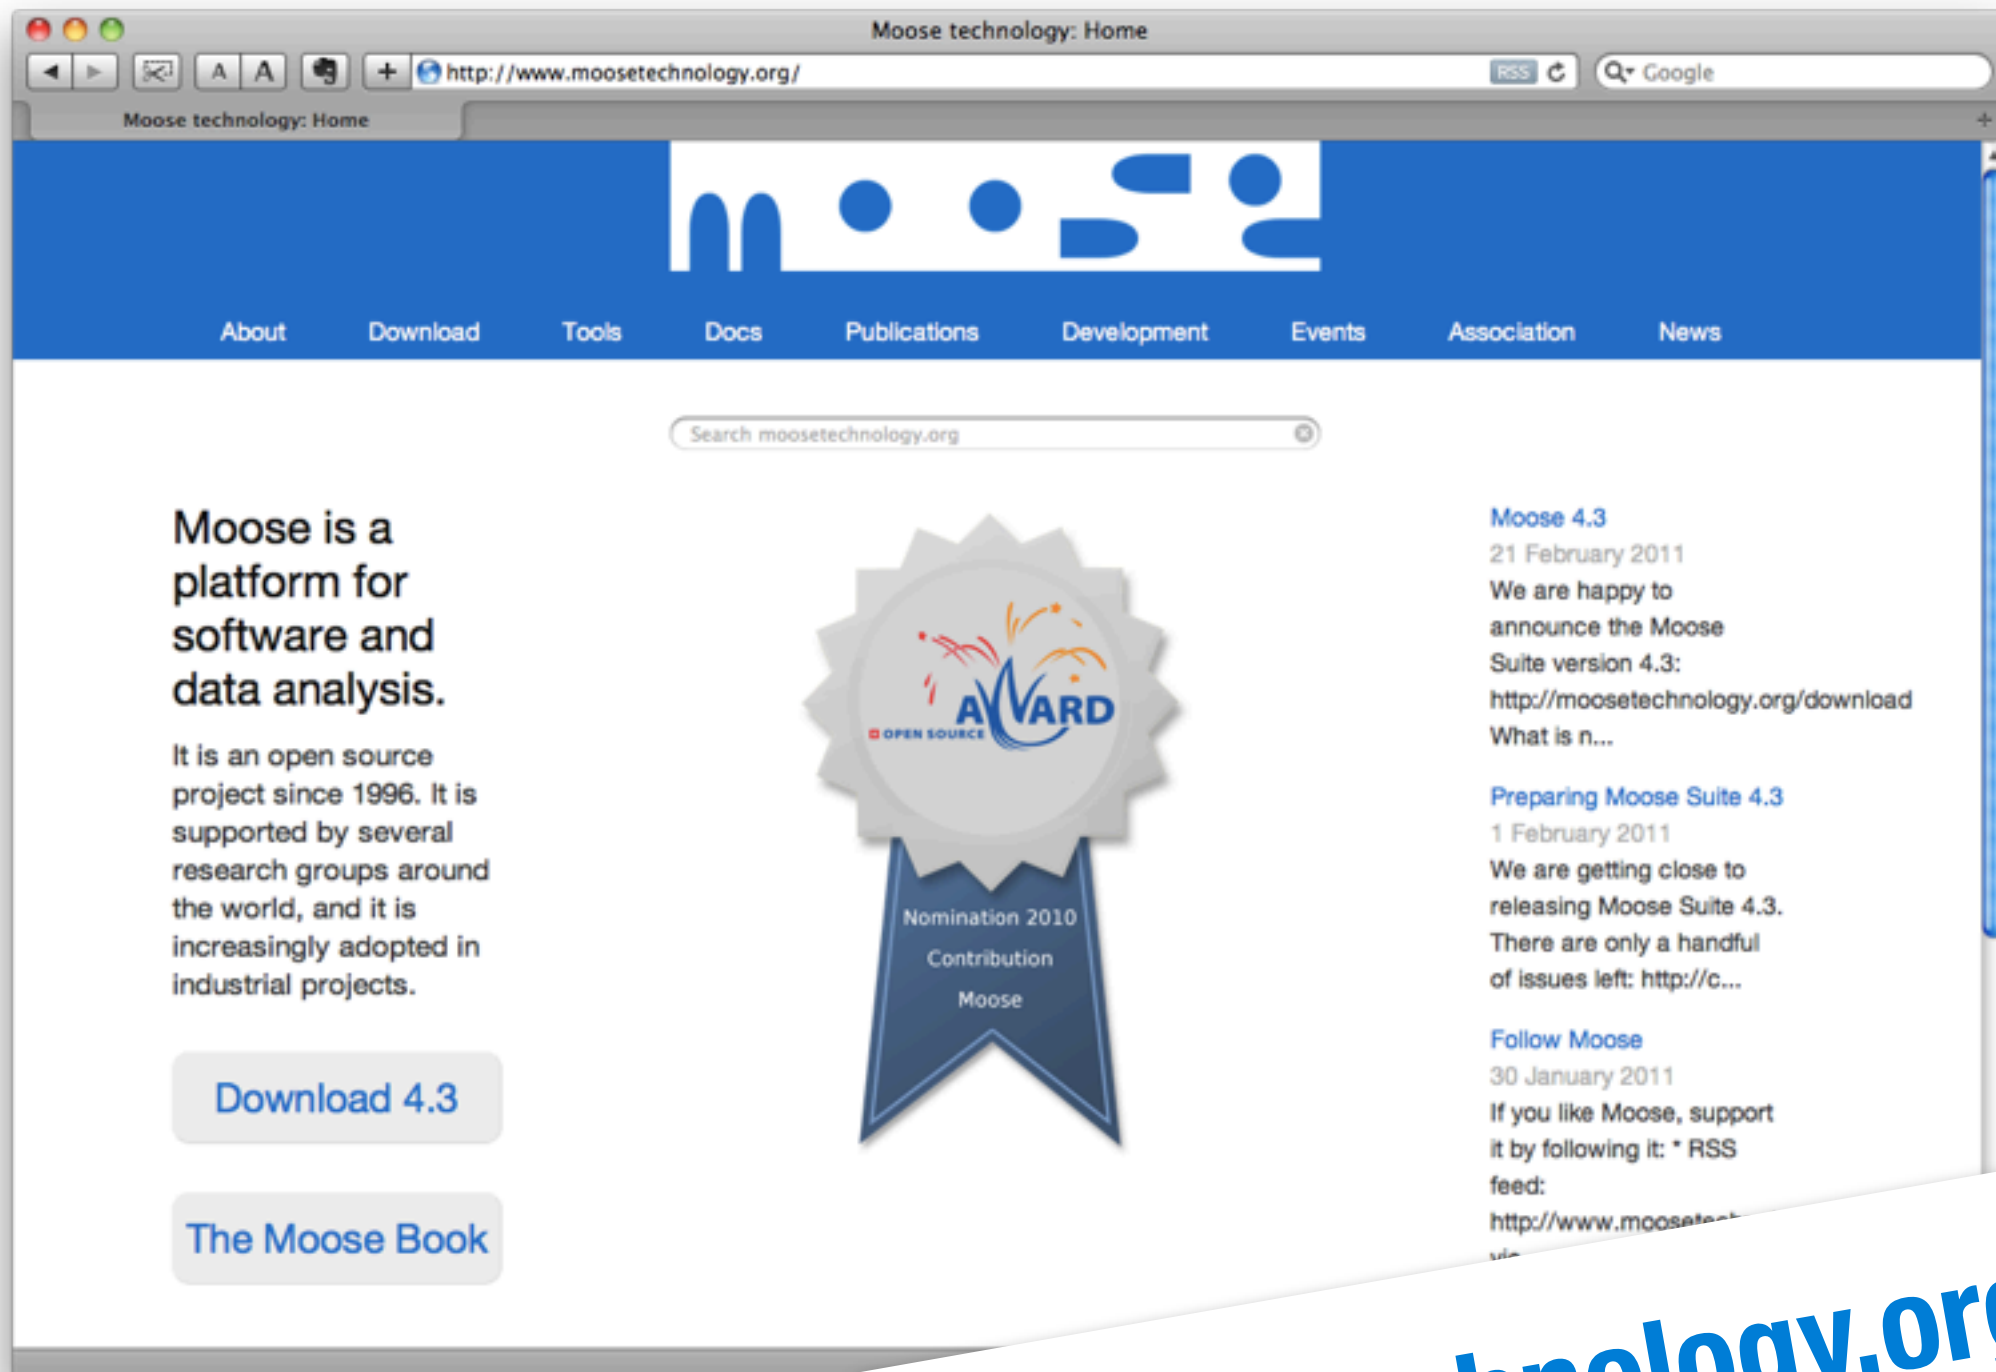 Moose technology: Home
A A + http://www.moosetechnology.org/ RSS Google
Moose technology: Home
moose
About Download Tools Docs Publications Development Events Association News
Search moosetechnology.org
Moose is a
platform for
software and
data analysis.
It is an open source
project since 1996. It is
supported by several
research groups around
the world, and it is
increasingly adopted in
industrial projects.
Download 4.3
The Moose Book
AWARD
OPEN SOURCE
Nomination 2010
Contribution
Moose
Moose 4.3
21 February 2011
We are happy to
announce the Moose
Suite version 4.3:
http://moosetechnology.org/download
What is n...
Preparing Moose Suite 4.3
1 February 2011
We are getting close to
releasing Moose Suite 4.3.
There are only a handful
of issues left: http://c...
Follow Moose
30 January 2011
If you like Moose, support
it by following it: * RSS
feed:
http://www.moosetech
hnology.org